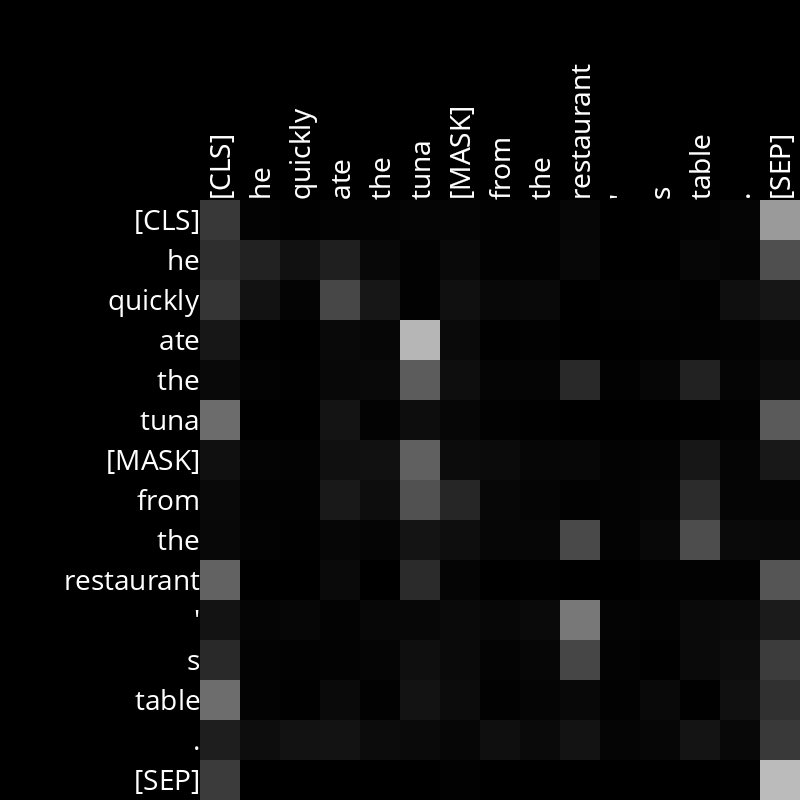 [CLS] he quickly ate the tuna [MASK] from the restaurant ' s table . [SEP]
[CLS]
he
quickly
ate
the
tuna
[MASK]
from
the
restaurant
'
s
table
.
[SEP]